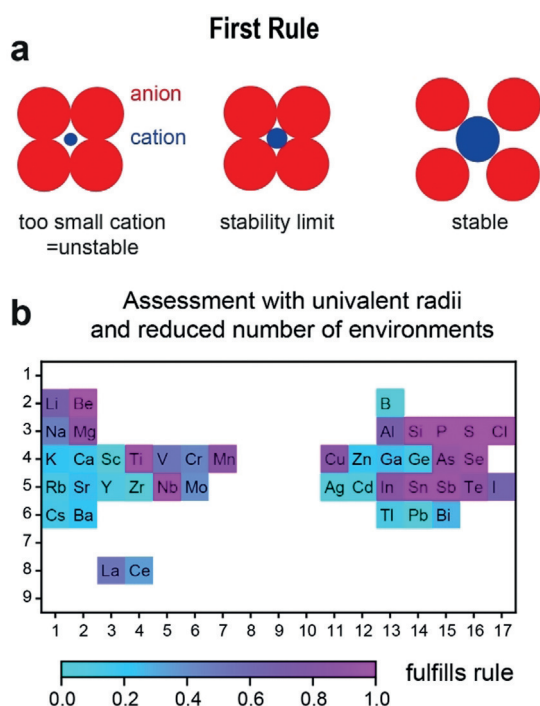 First Rule
a
anion
cation
too small cation
=unstable
stability limit
stable
b
Assessment with univalent radii
and reduced number of environments
1
2
Li Be B
3
Na Mg Al Si P S Cl
4
K Ca Sc Ti V Cr Mn Cu Zn Ga Ge As Se
5
Rb Sr Y Zr Nb Mo Ag Cd In Sn Sb Te I
6
Cs Ba Tl Pb Bi
7
8
La Ce
9
1 2 3 4 5 6 7 8 9 10 11 12 13 14 15 16 17
fulfills rule
0.0 0.2 0.4 0.6 0.8 1.0